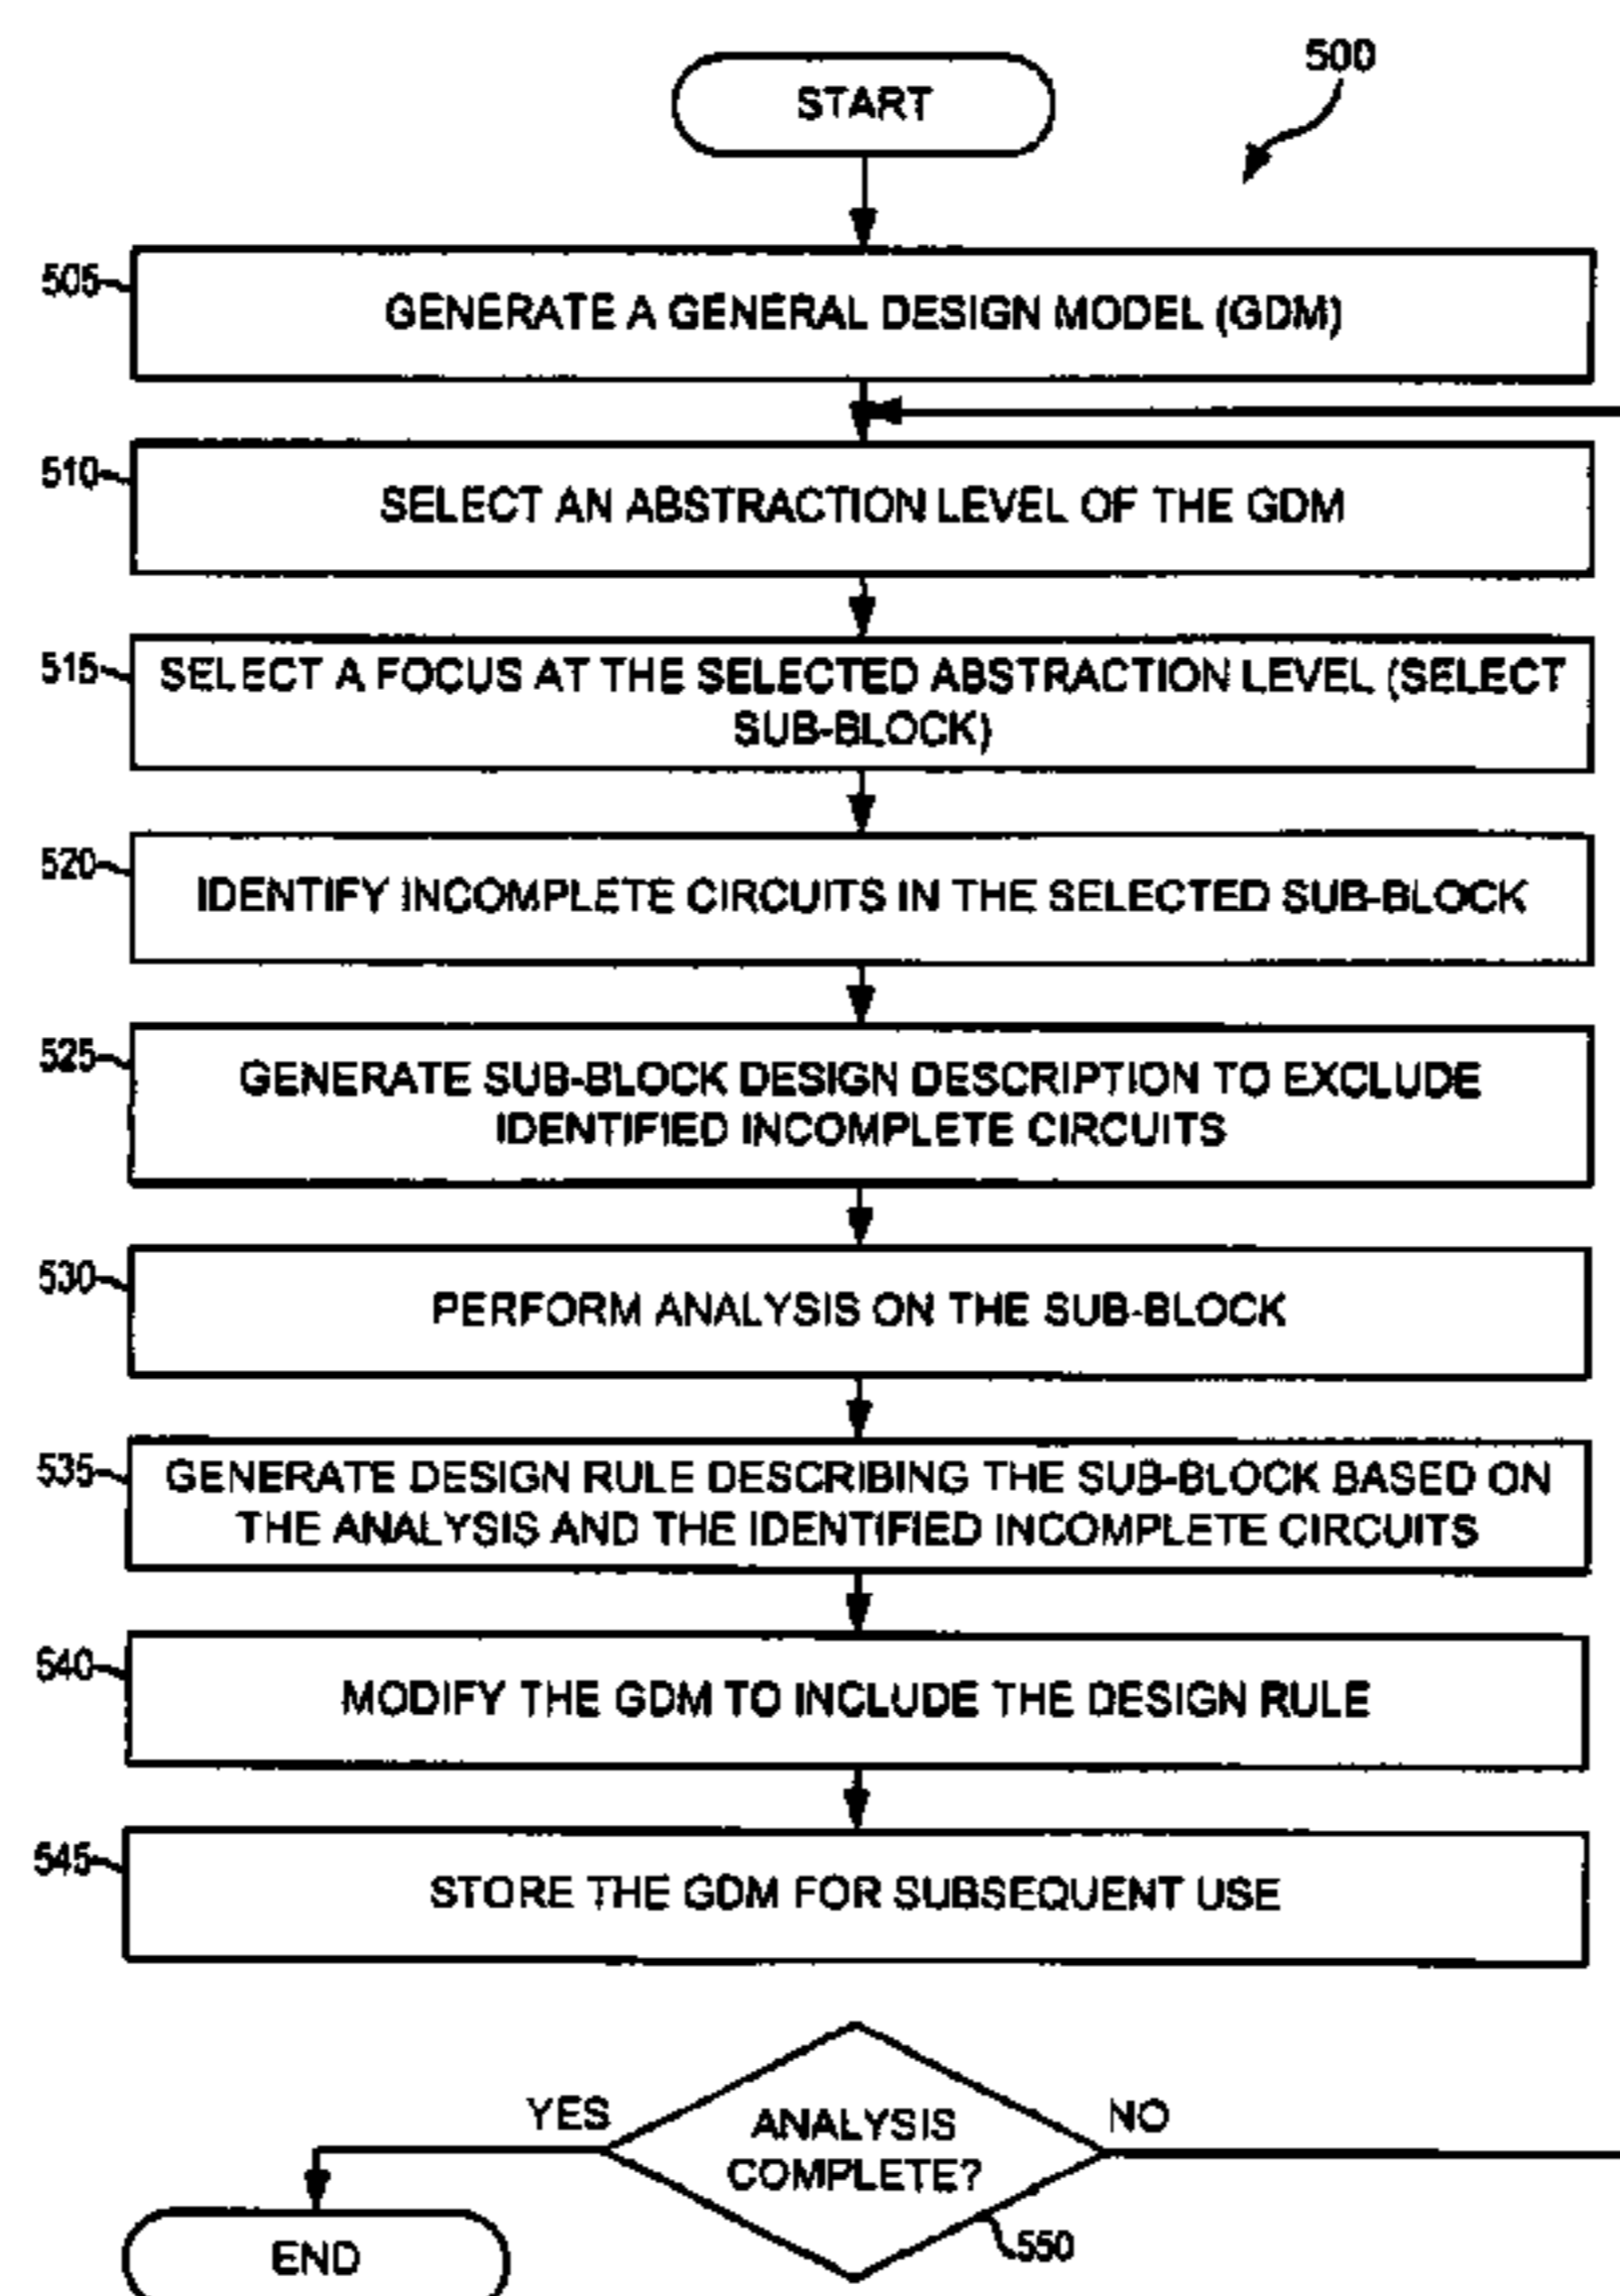 500
START
505
GENERATE A GENERAL DESIGN MODEL (GDM)
510
SELECT AN ABSTRACTION LEVEL OF THE GDM
515
SELECT A FOCUS AT THE SELECTED ABSTRACTION LEVEL (SELECT
SUB-BLOCK)
520
IDENTIFY INCOMPLETE CIRCUITS IN THE SELECTED SUB-BLOCK
525
GENERATE SUB-BLOCK DESIGN DESCRIPTION TO EXCLUDE
IDENTIFIED INCOMPLETE CIRCUITS
530
PERFORM ANALYSIS ON THE SUB-BLOCK
535
GENERATE DESIGN RULE DESCRIBING THE SUB-BLOCK BASED ON
THE ANALYSIS AND THE IDENTIFIED INCOMPLETE CIRCUITS
540
MODIFY THE GDM TO INCLUDE THE DESIGN RULE
545
STORE THE GDM FOR SUBSEQUENT USE
YES
ANALYSIS
COMPLETE?
NO
550
END